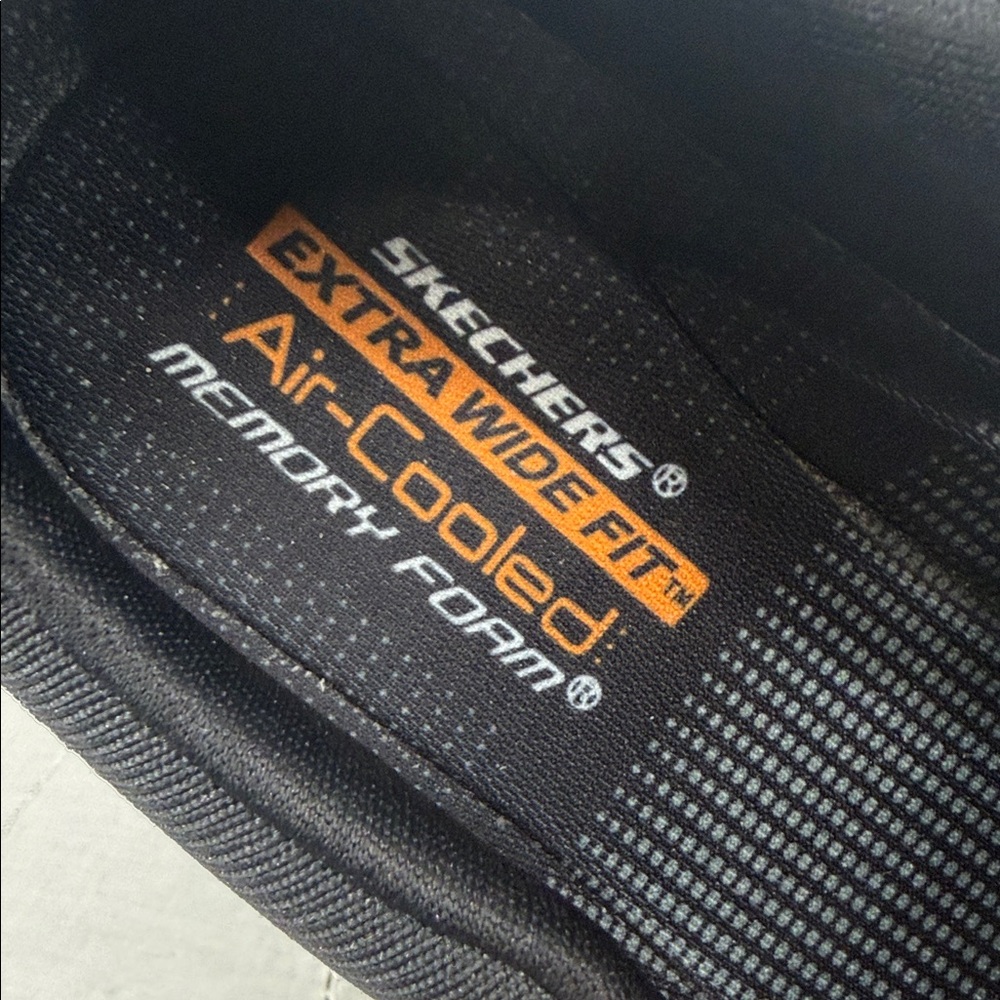 SKECHERS®
EXTRA WIDE FIT™
Air-Cooled
MEMORY FOAM®